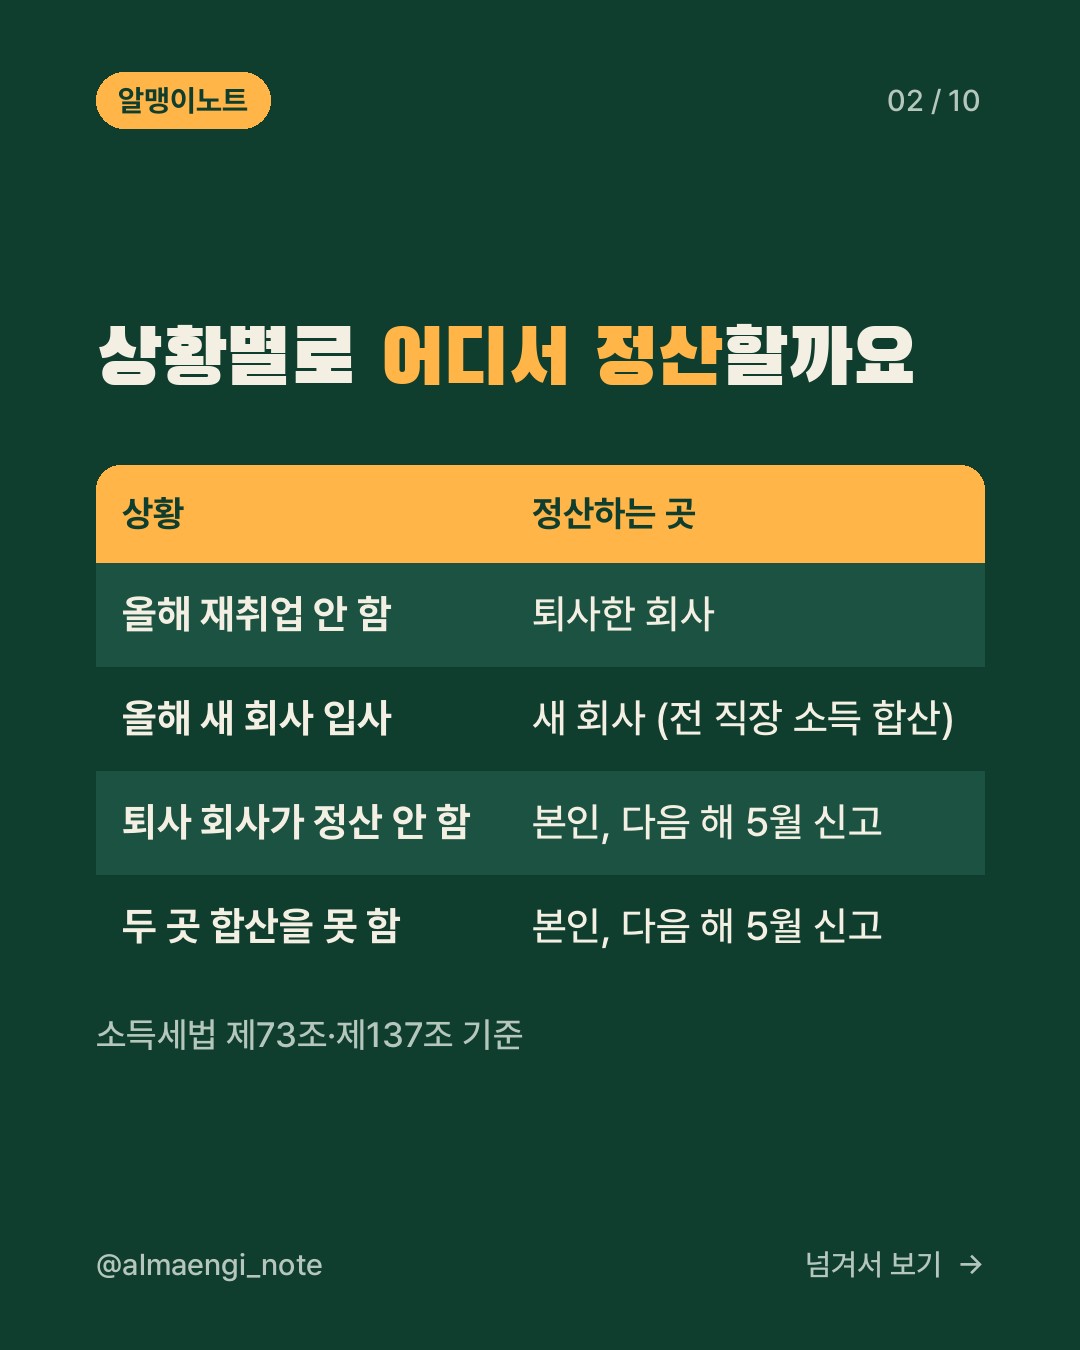 알맹이노트
02 / 10
상황별로 어디서 정산할까요
상황 정산하는 곳
올해 재취업 안 함 퇴사한 회사
올해 새 회사 입사 새 회사 (전 직장 소득 합산)
퇴사 회사가 정산 안 함 본인, 다음 해 5월 신고
두 곳 합산을 못 함 본인, 다음 해 5월 신고
소득세법 제73조·제137조 기준
@almaengi_note
넘겨서 보기 →